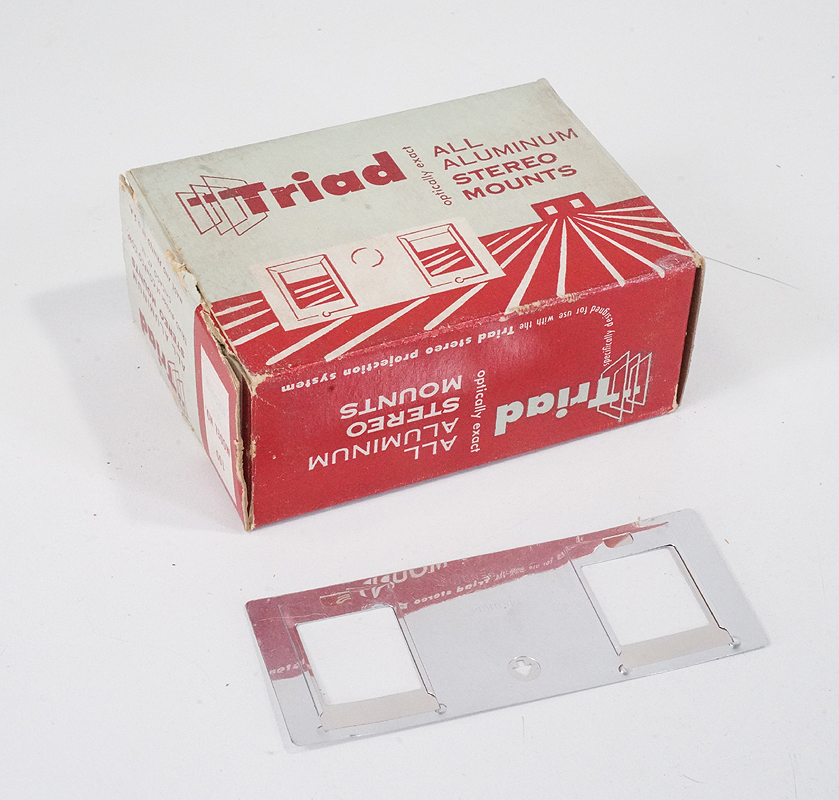 Triad
optically exact
ALL
ALUMINUM
STEREO
MOUNTS
specifically designed for use with the Triad stereo projection system
Triad
optically exact
ALL
ALUMINUM
STEREO
MOUNTS
Triad